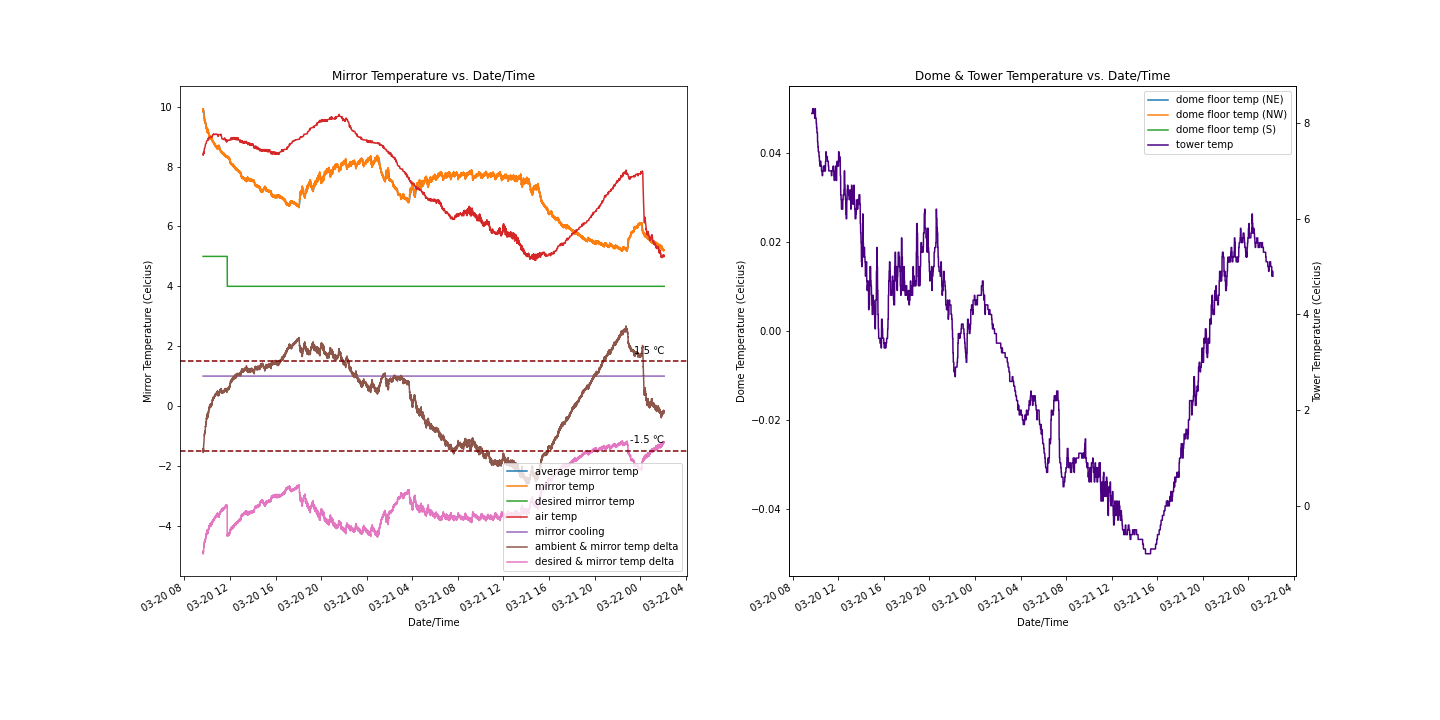 Mirror Temperature vs. Date/Time
Mirror Temperature (Celcius)
10
8
6
4
2
0
−2
−4
1.5 °C
-1.5 °C
average mirror temp
mirror temp
desired mirror temp
air temp
mirror cooling
ambient & mirror temp delta
desired & mirror temp delta
03-20 08
03-20 12
03-20 16
03-20 20
03-21 00
03-21 04
03-21 08
03-21 12
03-21 16
03-21 20
03-22 00
03-22 04
Date/Time
Dome & Tower Temperature vs. Date/Time
Dome Temperature (Celcius)
0.04
0.02
0.00
−0.02
−0.04
dome floor temp (NE)
dome floor temp (NW)
dome floor temp (S)
tower temp
8
6
4
2
0
Tower Temperature (Celcius)
03-20 08
03-20 12
03-20 16
03-20 20
03-21 00
03-21 04
03-21 08
03-21 12
03-21 16
03-21 20
03-22 00
03-22 04
Date/Time